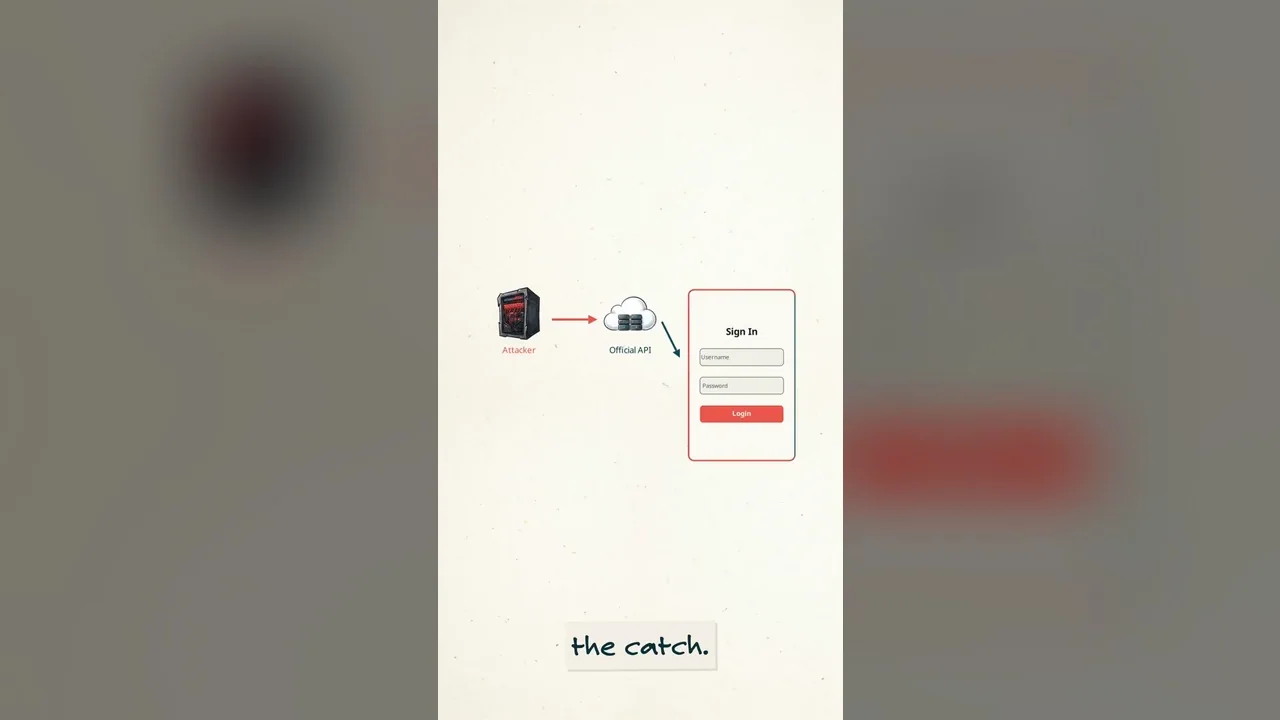 Attacker
Official API
Sign In
Username
Password
Login
the catch.